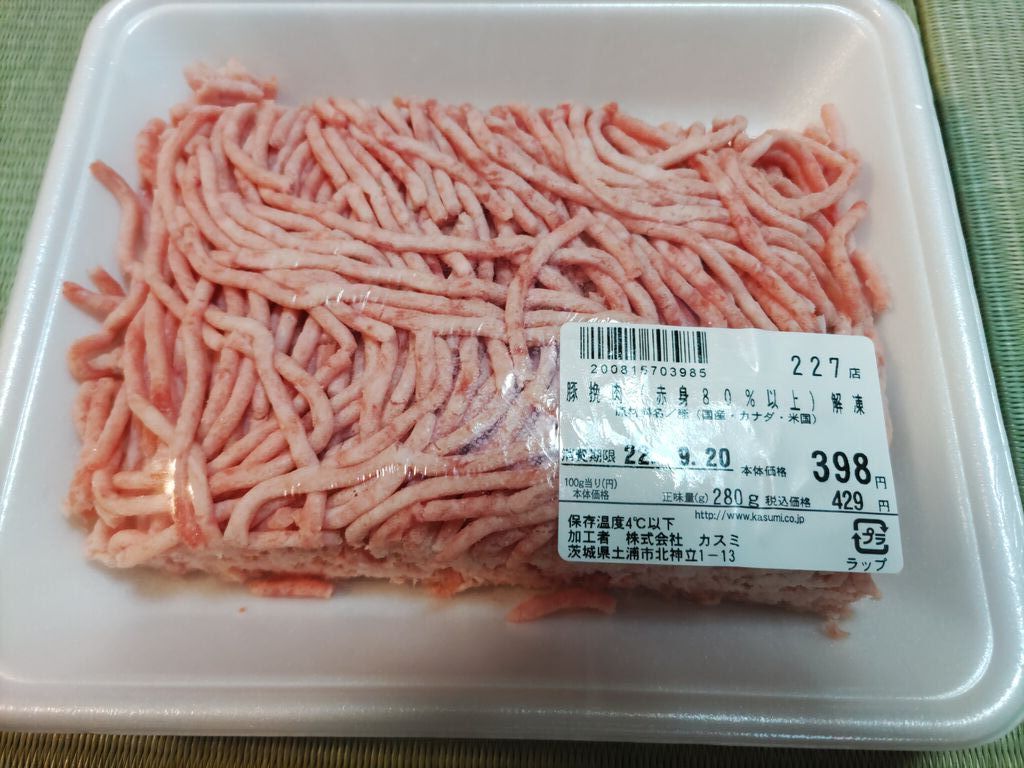 200815703985
227店
豚挽肉(赤身80%以上)解凍
原材料名/豚(国産・カナダ・米国)
消費期限 22. 9.20 本体価格 398円
100g当り(円)
本体価格 正味量(g) 280g 税込価格 429円
http://www.kasumi.co.jp
保存温度4℃以下
加工者 株式会社 カスミ
茨城県土浦市北神立1-13
プラ
ラップ